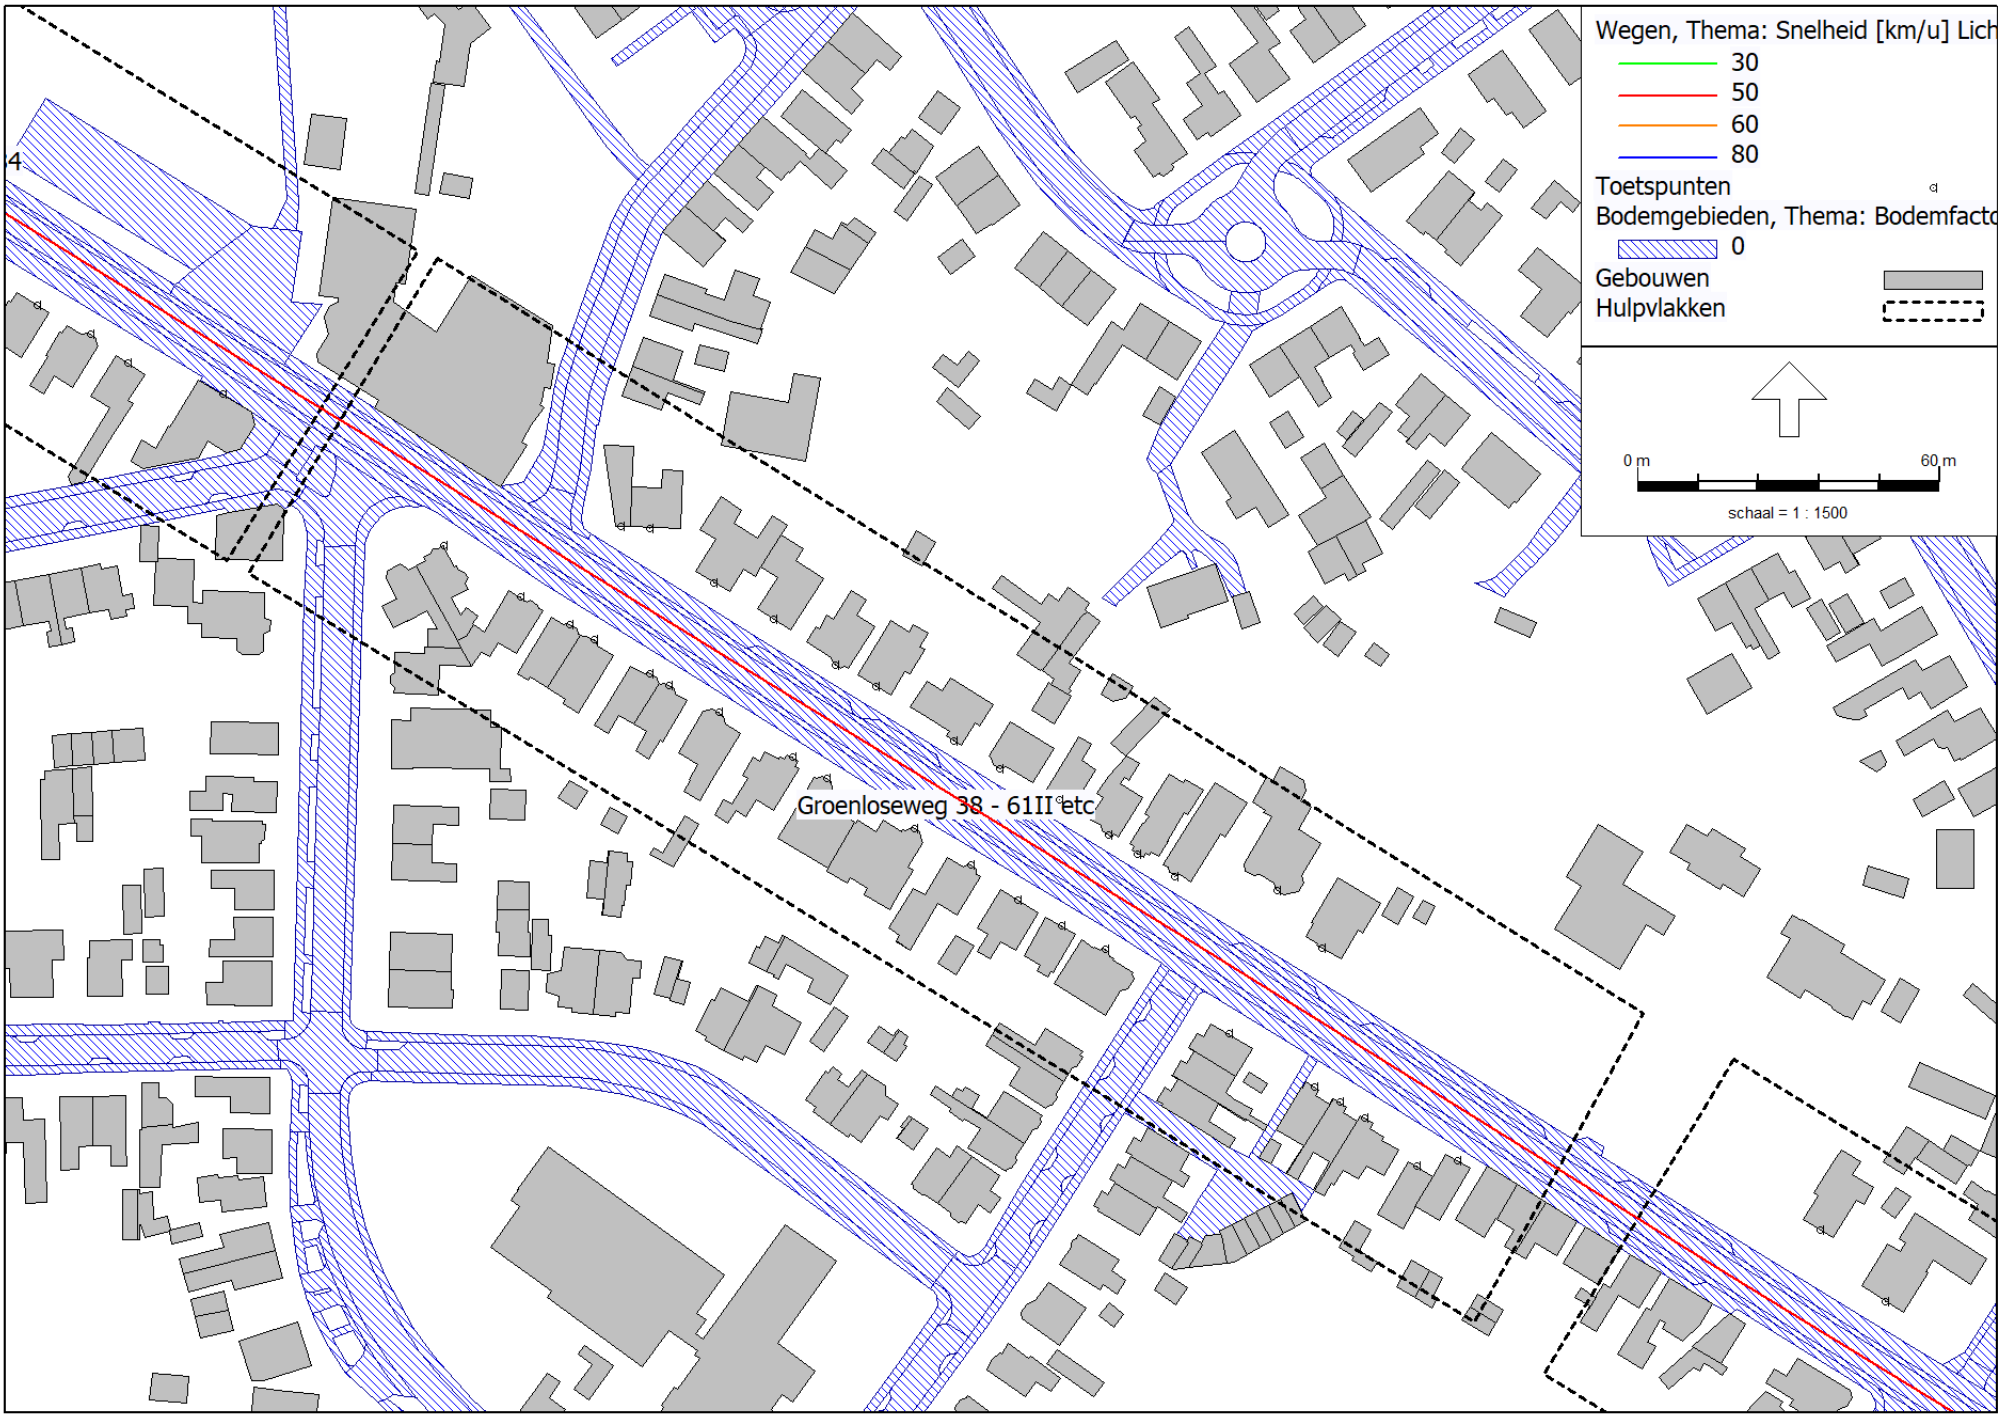 Wegen, Thema: Snelheid [km/u] Lich
30
50
60
80
Toetspunten
Bodemgebieden, Thema: Bodemfacto
0
Gebouwen
Hulpvlakken
0 m 60 m
schaal = 1 : 1500
34
Groenloseweg 38 - 61II etc